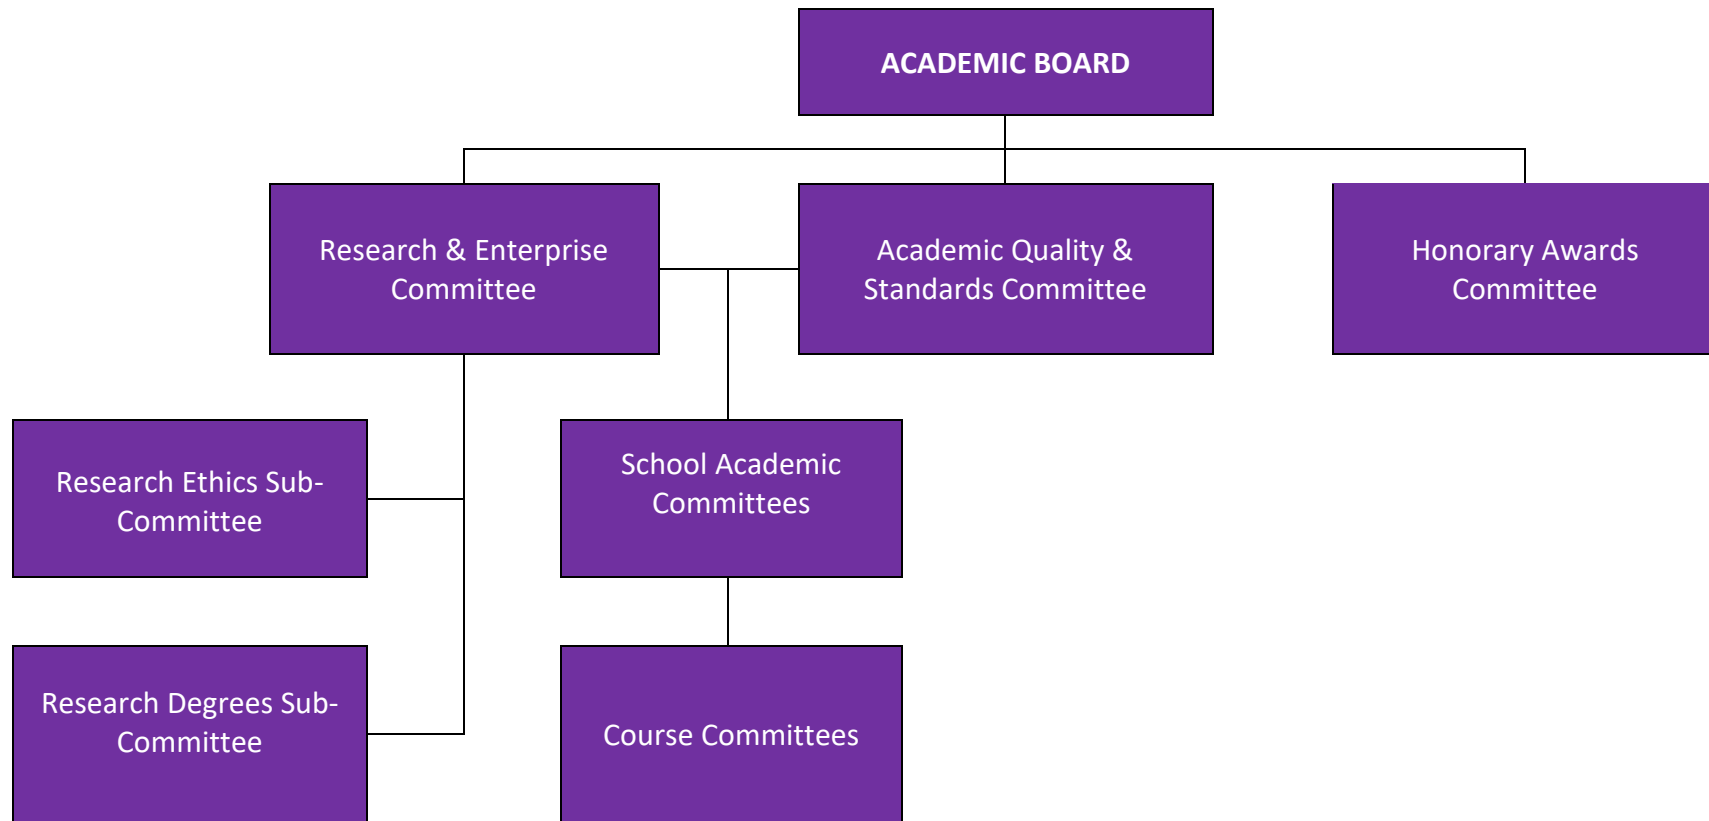 ACADEMIC BOARD
Research & Enterprise
Committee
Academic Quality &
Standards Committee
Honorary Awards
Committee
Research Ethics Sub-
Committee
School Academic
Committees
Research Degrees Sub-
Committee
Course Committees